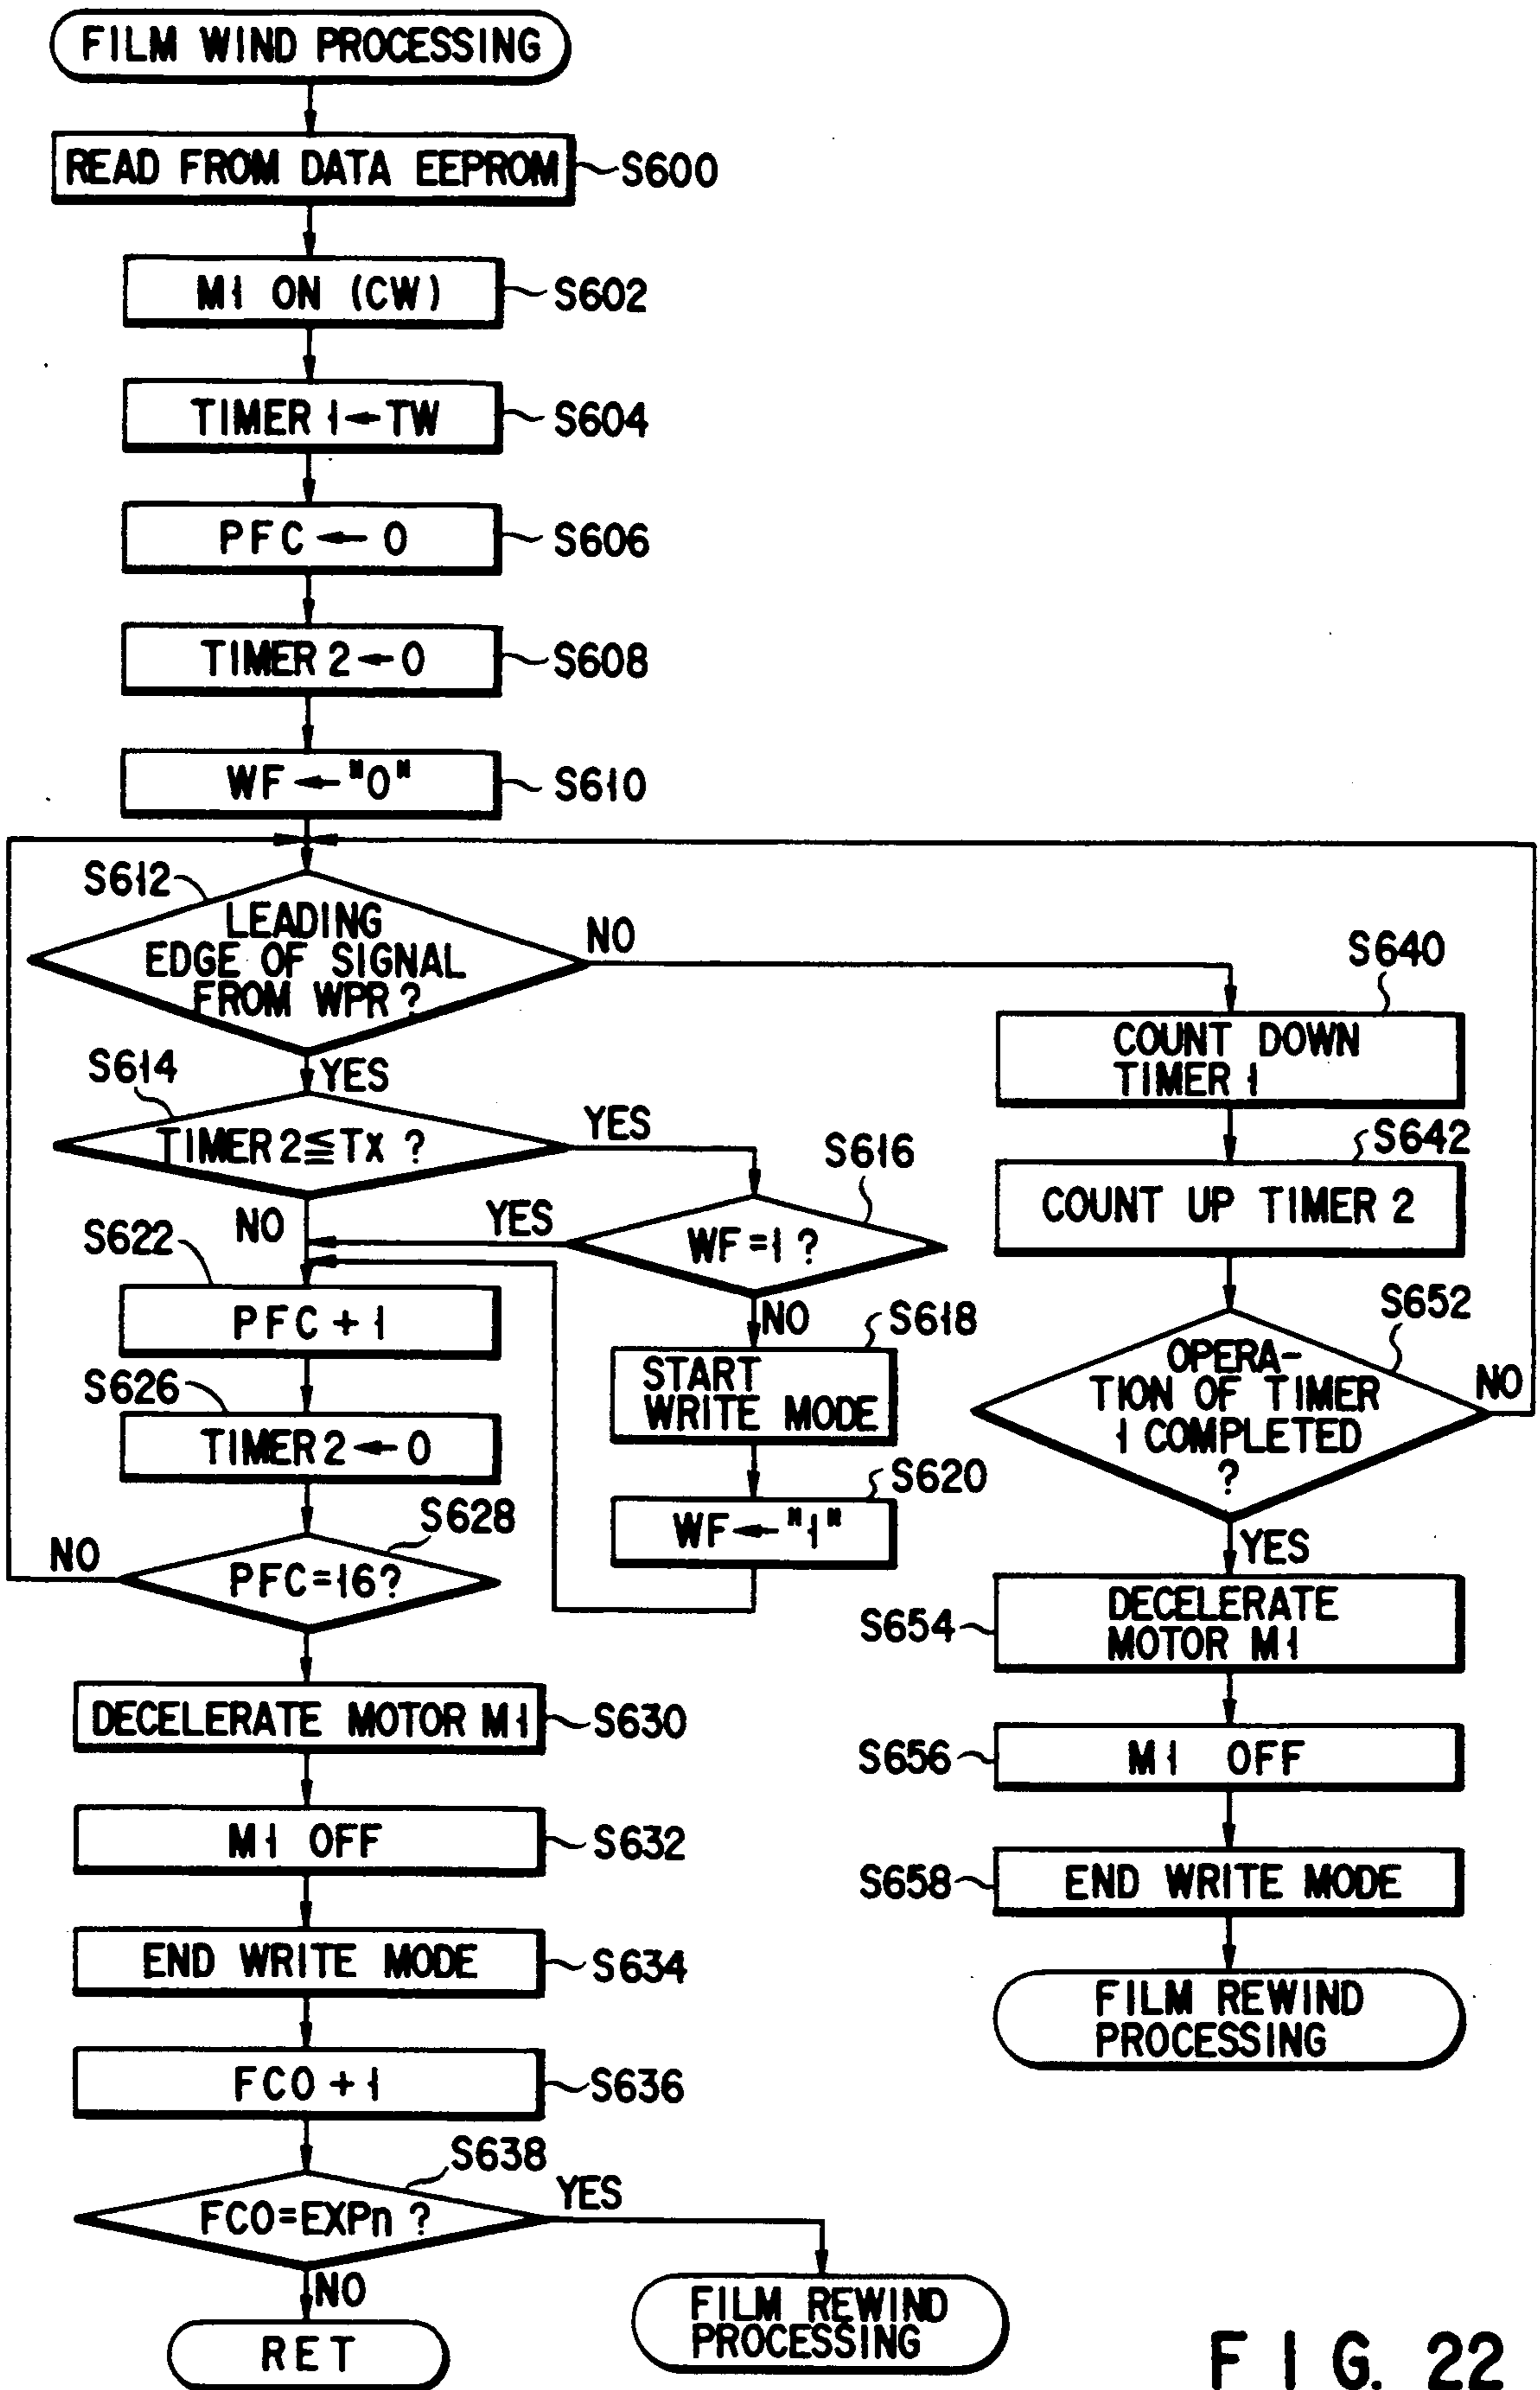 FILM WIND PROCESSING
READ FROM DATA EEPROM
S600
M1 ON (CW)
S602
TIMER 1←TW
S604
PFC ← 0
S606
TIMER 2←0
S608
WF←"0"
S610
S612
LEADING
EDGE OF SIGNAL
FROM WPR?
NO
YES
S614
TIMER 2≦Tx ?
YES
NO
S616
WF=1 ?
YES
NO
S618
START
WRITE MODE
S620
WF←"1"
S622
PFC + 1
S626
TIMER2 ←0
S628
PFC=16?
NO
DECELERATE MOTOR M1
S630
M1 OFF
S632
END WRITE MODE
S634
FCO + 1
S636
S638
FCO=EXPn ?
YES
NO
RET
FILM REWIND
PROCESSING
S640
COUNT DOWN
TIMER 1
S642
COUNT UP TIMER 2
S652
OPERA-
TION OF TIMER
1 COMPLETED
?
NO
YES
S654
DECELERATE
MOTOR M1
S656
M1 OFF
S658
END WRITE MODE
FILM REWIND
PROCESSING
FIG. 22